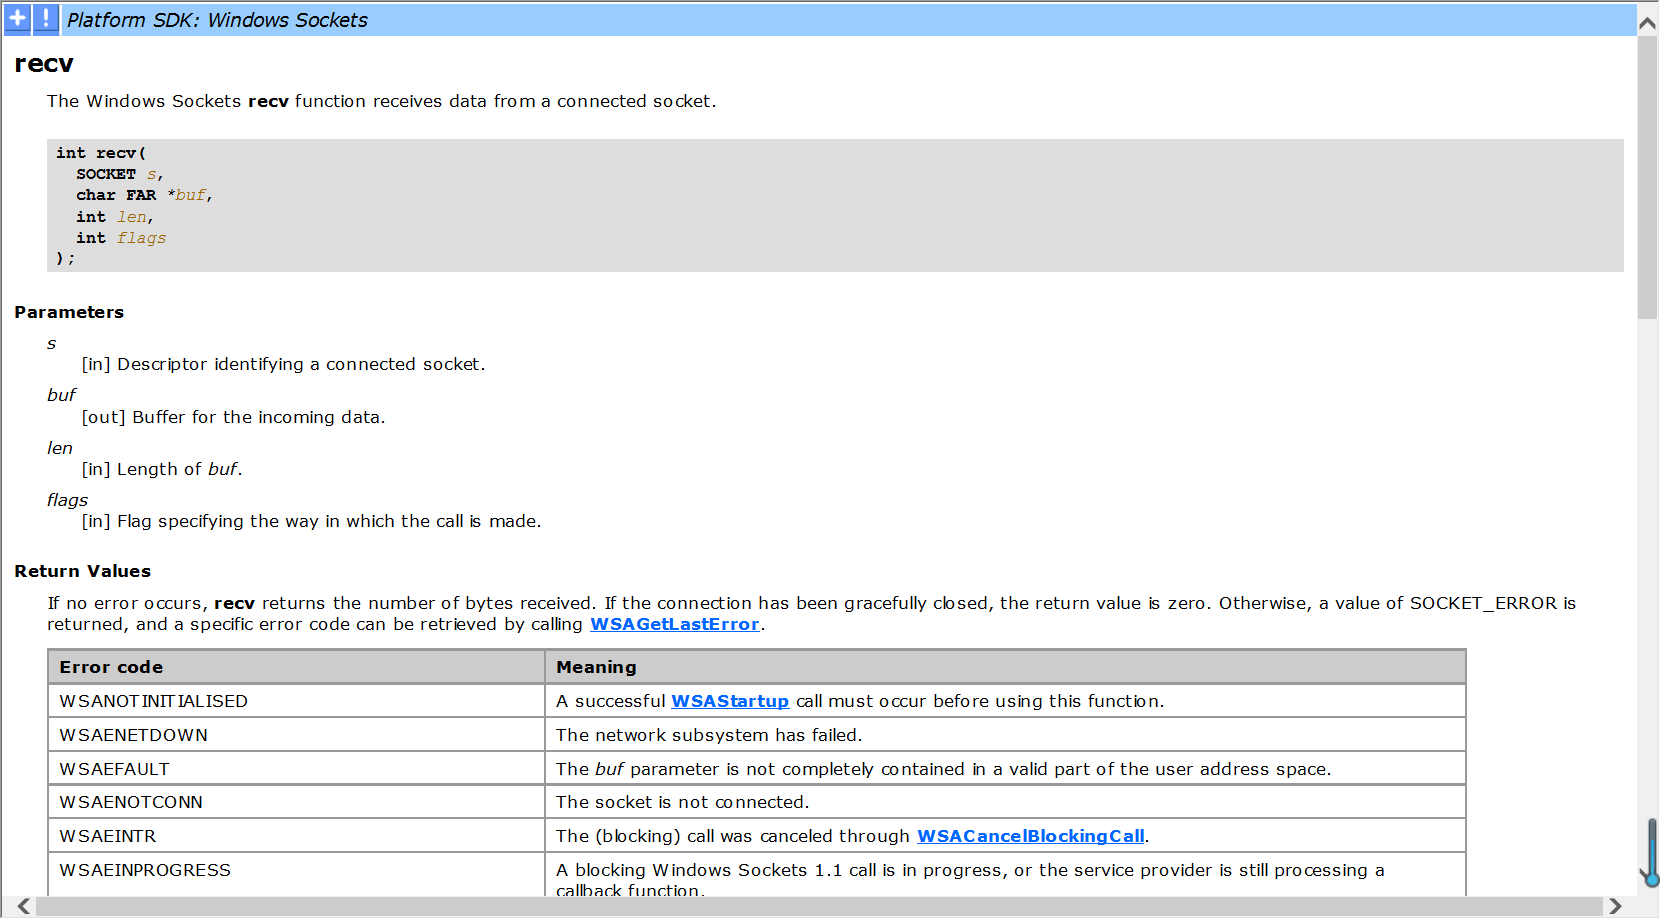 Platform SDK: Windows Sockets
recv
The Windows Sockets recv function receives data from a connected socket.
int recv(
SOCKET s,
char FAR *buf,
int len,
int flags
);
Parameters
s
[in] Descriptor identifying a connected socket.
buf
[out] Buffer for the incoming data.
len
[in] Length of buf.
flags
[in] Flag specifying the way in which the call is made.
Return Values
If no error occurs, recv returns the number of bytes received. If the connection has been gracefully closed, the return value is zero. Otherwise, a value of SOCKET_ERROR is
returned, and a specific error code can be retrieved by calling WSAGetLastError.
Error code Meaning
WSANOTINITIALISED A successful WSAStartup call must occur before using this function.
WSAENETDOWN The network subsystem has failed.
WSAEFAULT The buf parameter is not completely contained in a valid part of the user address space.
WSAENOTCONN The socket is not connected.
WSAEINTR The (blocking) call was canceled through WSACancelBlockingCall.
WSAEINPROGRESS A blocking Windows Sockets 1.1 call is in progress, or the service provider is still processing a
callback function.